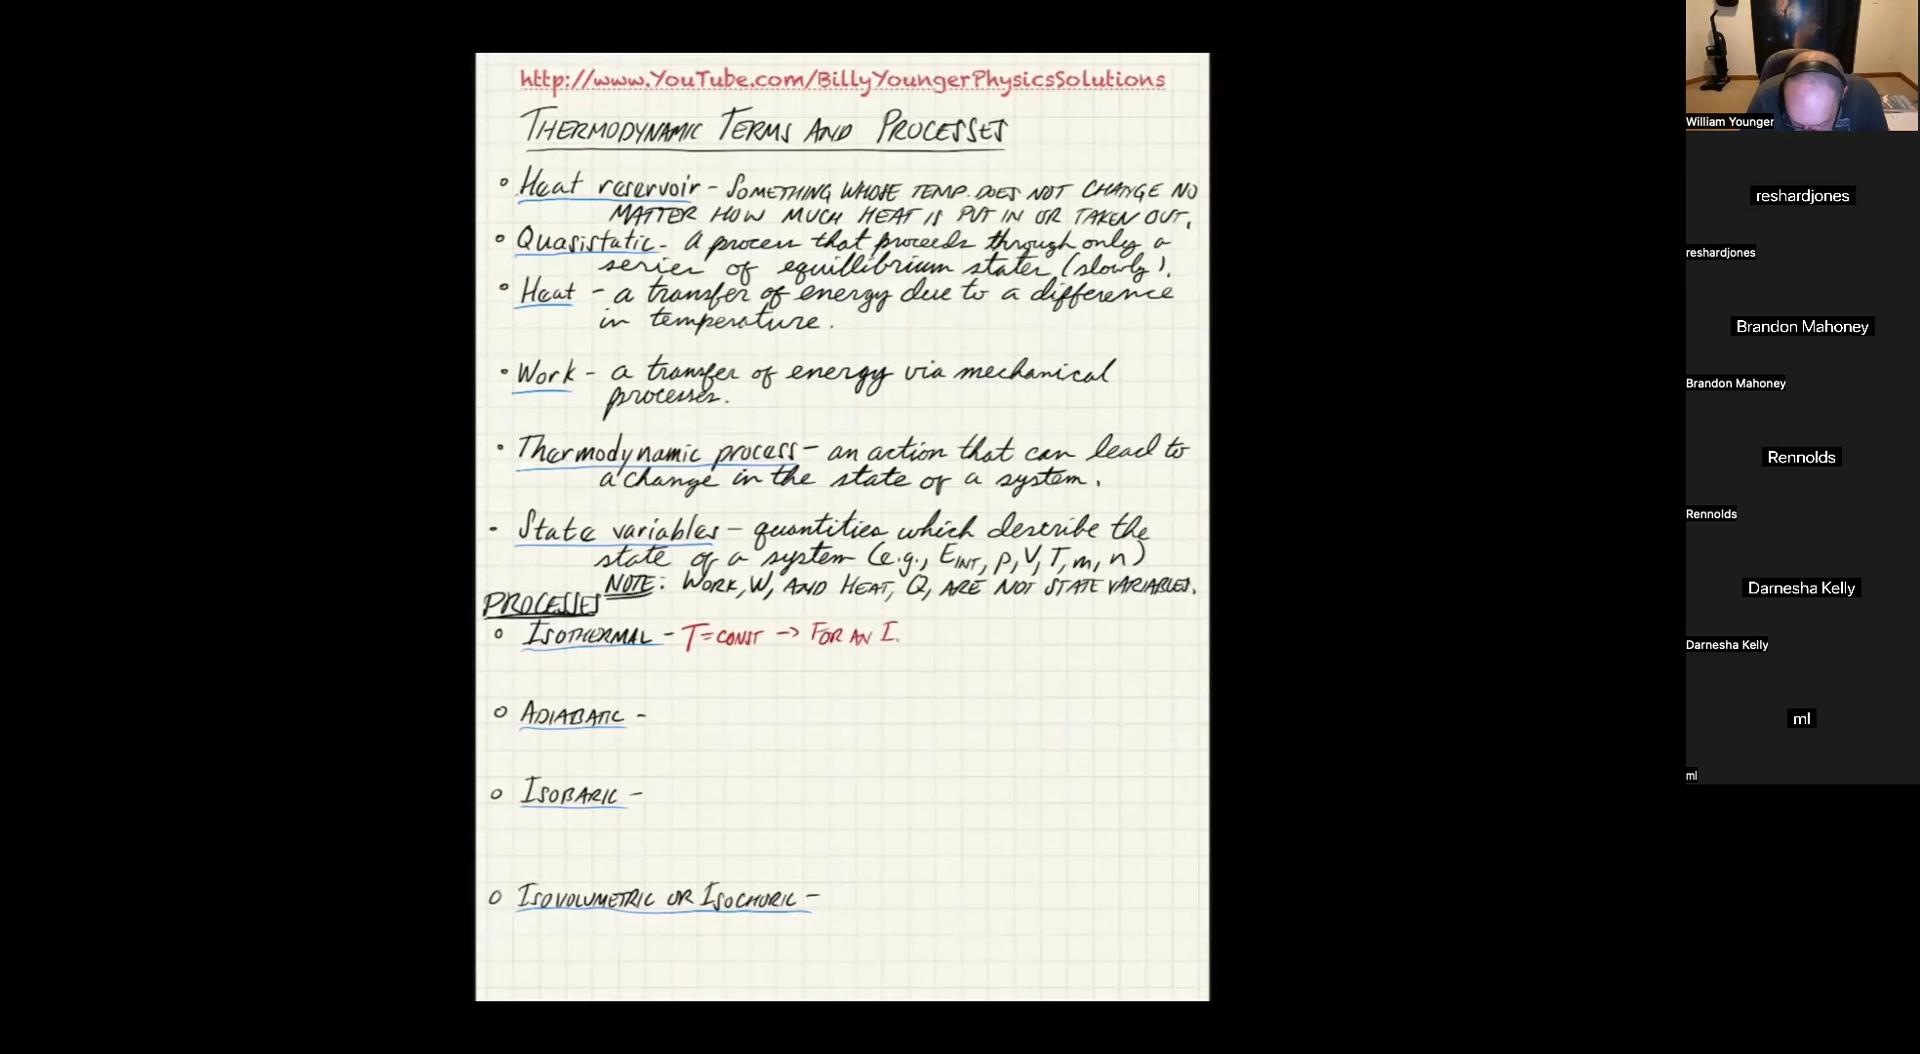 http://www.YouTube.com/BillyYoungerPhysicsSolutions
THERMODYNAMIC TERMS AND PROCESSES
Heat reservoir - SOMETHING WHOSE TEMP. DOES NOT CHANGE NO
MATTER HOW MUCH HEAT IS PUT IN OR TAKEN OUT.
Quasistatic - A process that proceeds through only a
series of equillibrium states (slowly).
Heat - a transfer of energy due to a difference
in temperature.
Work - a transfer of energy via mechanical
processes.
Thermodynamic process - an action that can lead to
a change in the state of a system.
State variables - quantities which describe the
state of a system (e.g., EINT, p, V, T, m, n)
NOTE: WORK, W, AND HEAT, Q, ARE NOT STATE VARIABLES.
PROCESSES
ISOTHERMAL - T=CONST -> FOR AN I.
ADIABATIC -
ISOBARIC -
ISOVOLUMETRIC OR ISOCHORIC -
William Younger
reshardjones
reshardjones
Brandon Mahoney
Brandon Mahoney
Rennolds
Rennolds
Darnesha Kelly
Darnesha Kelly
ml
ml